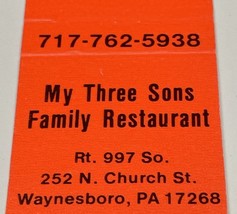 717-762-5938
My Three Sons
Family Restaurant
Rt. 997 So.
252 N. Church St.
Waynesboro, PA 17268